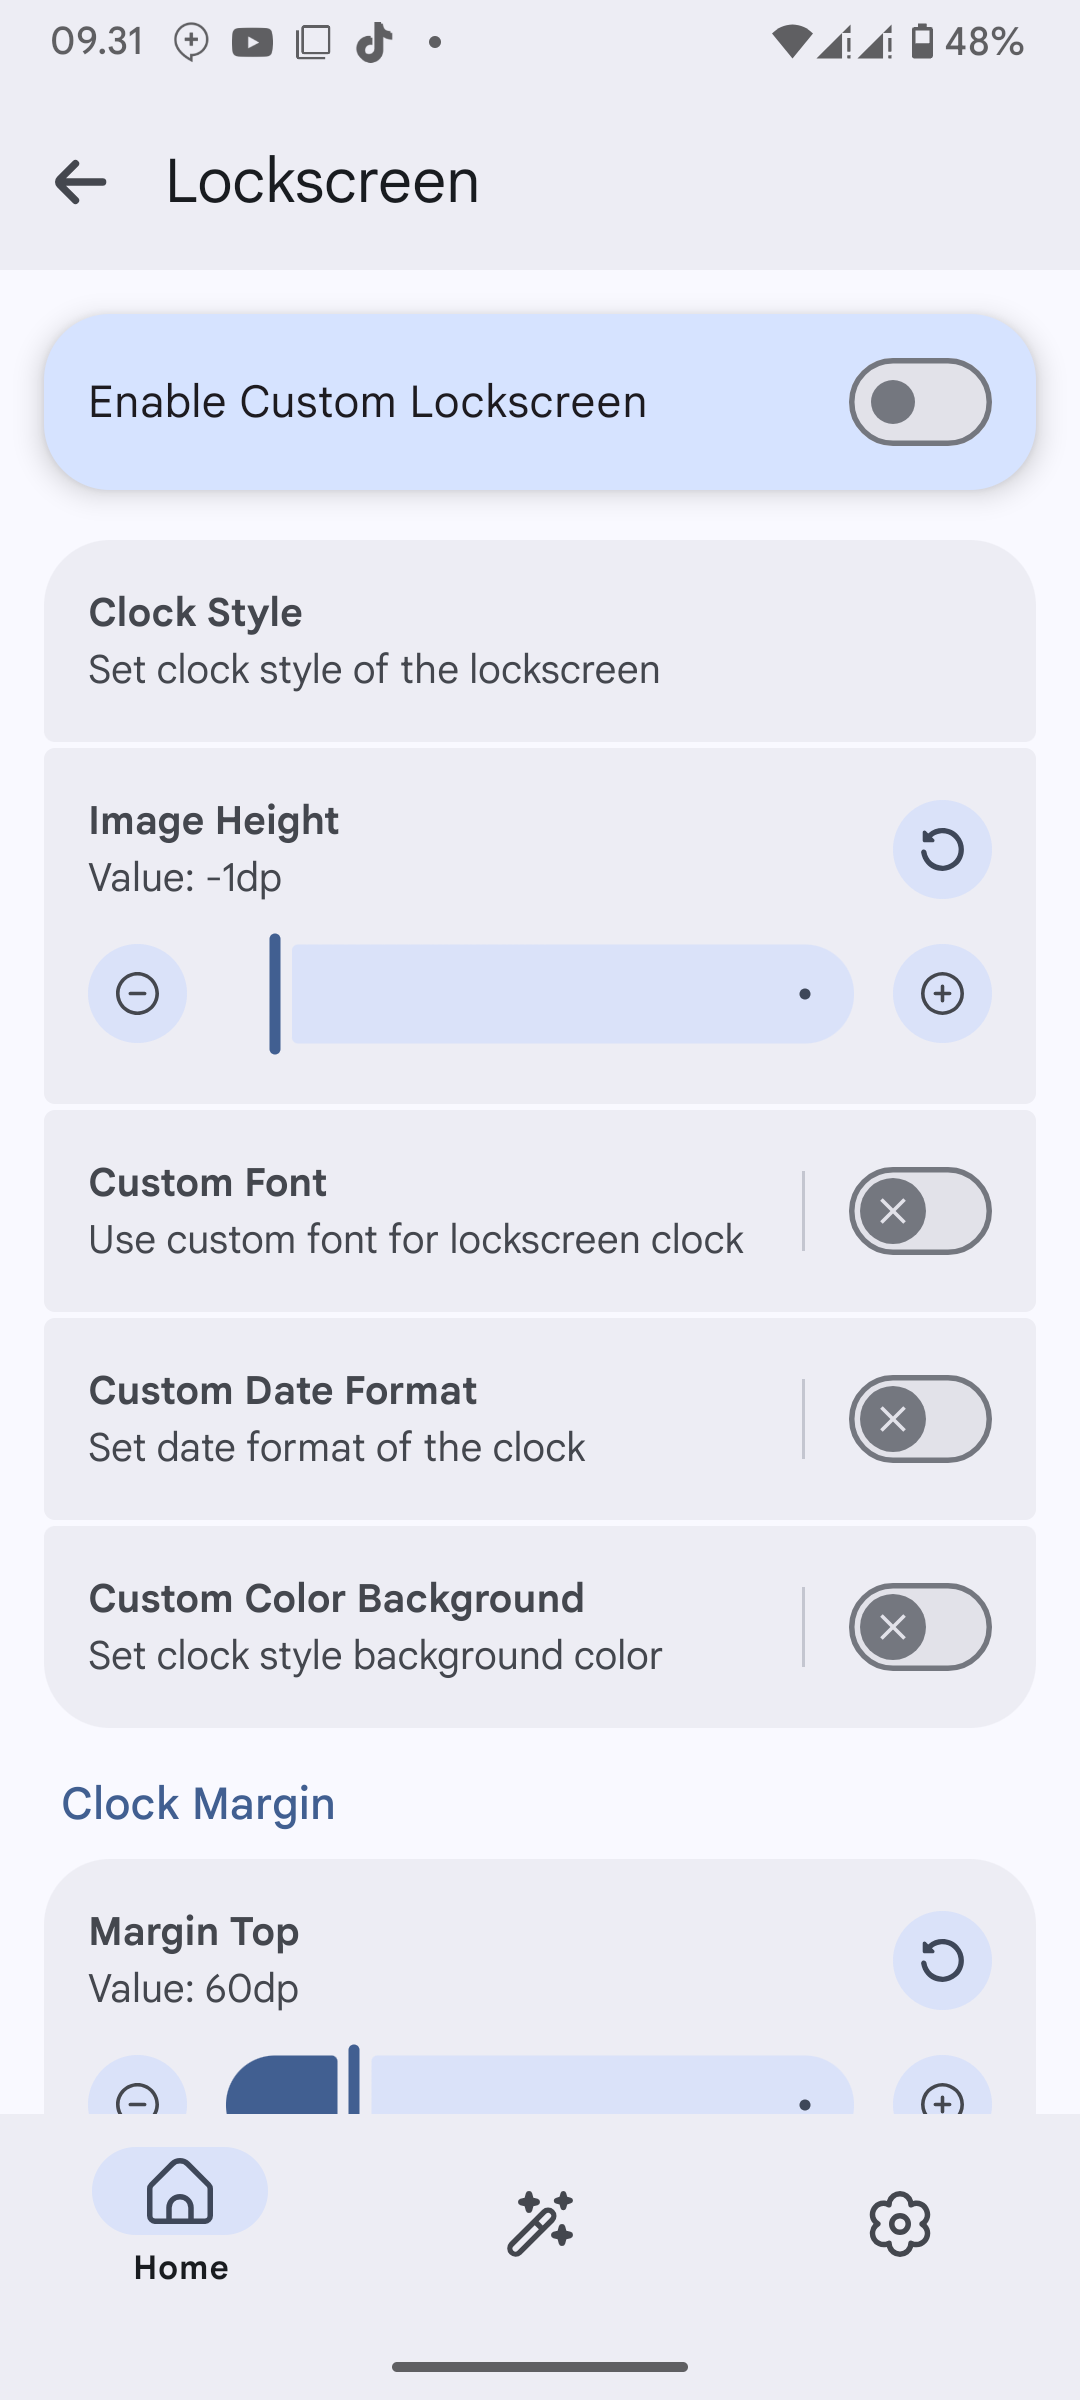 09.31
48%
Lockscreen
Enable Custom Lockscreen
Clock Style
Set clock style of the lockscreen
Image Height
Value: -1dp
Custom Font
Use custom font for lockscreen clock
Custom Date Format
Set date format of the clock
Custom Color Background
Set clock style background color
Clock Margin
Margin Top
Value: 60dp
Home